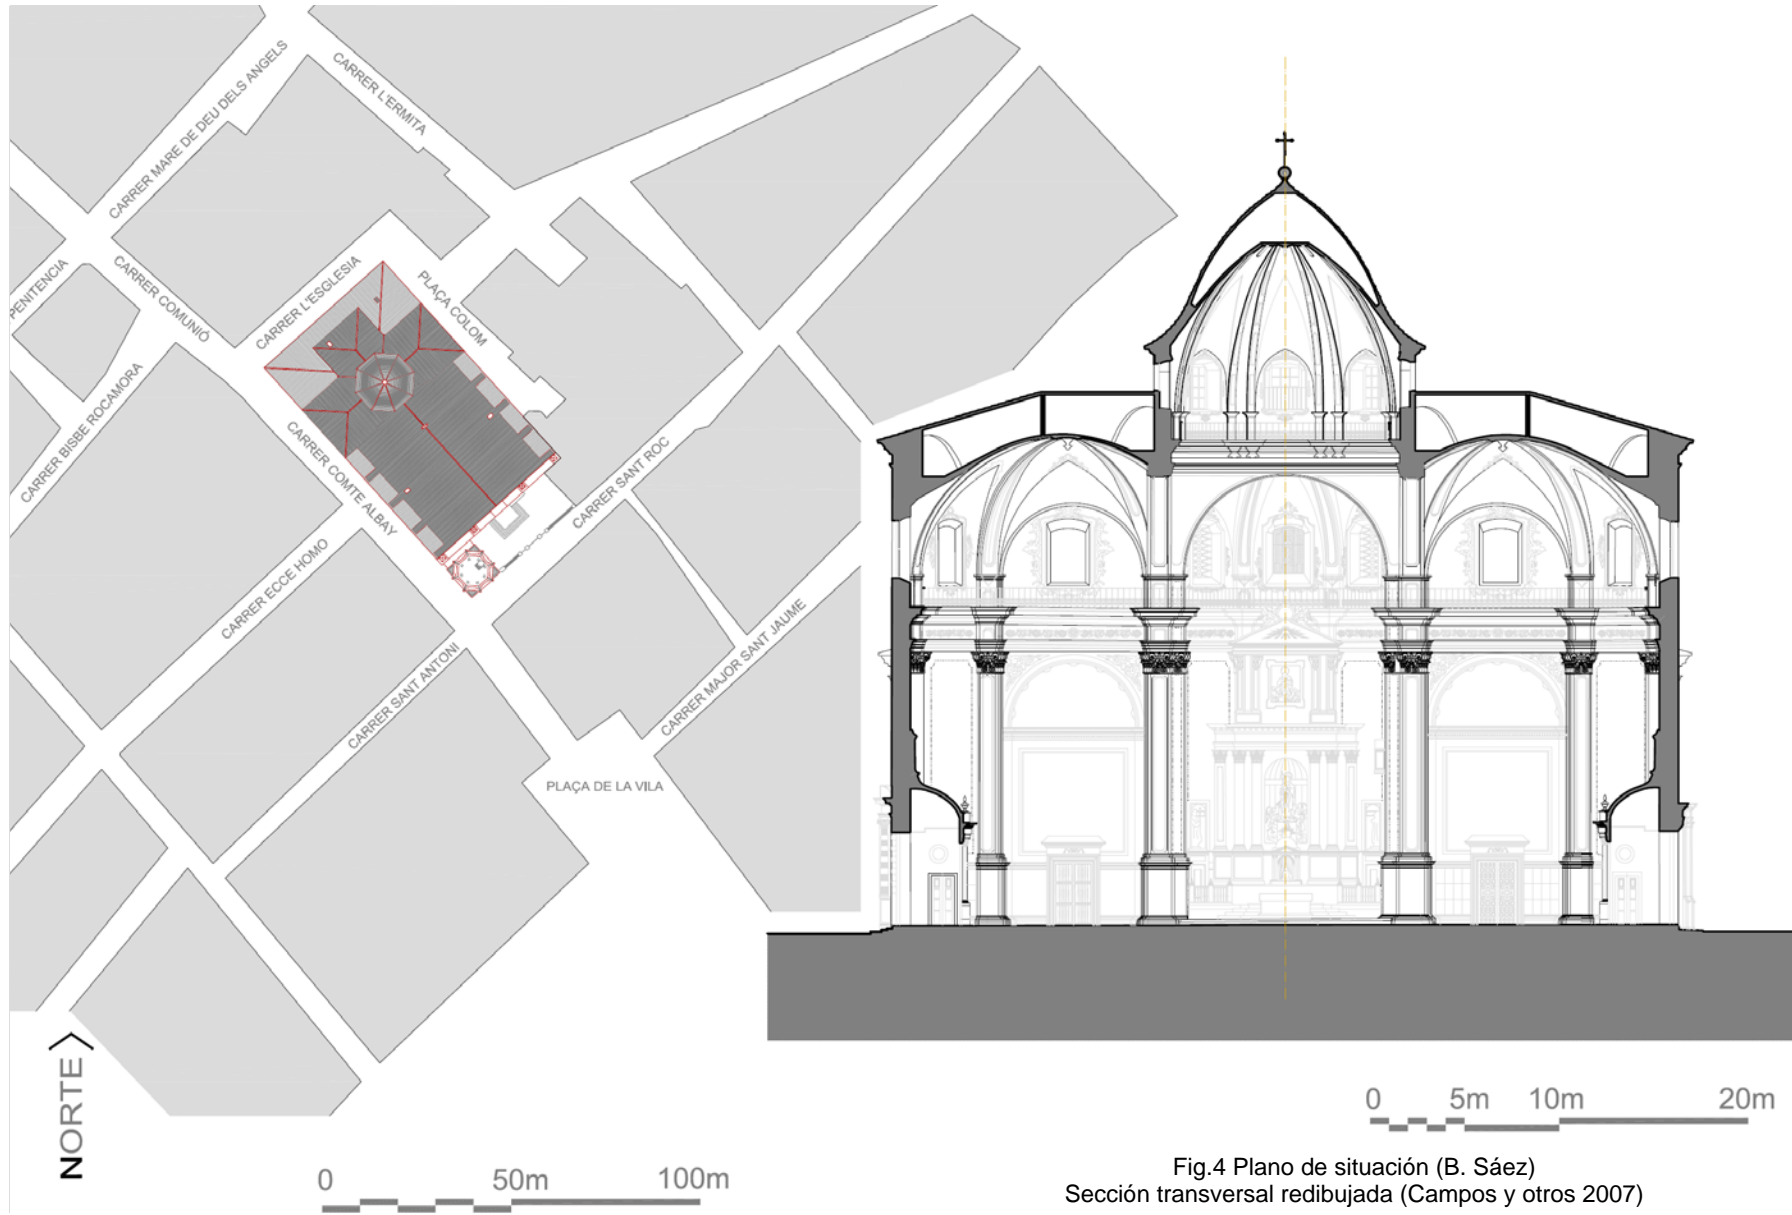 CARRER MARE DE DEU DELS ANGELS
CARRER L'ERMITA
PENITENCIA
CARRER COMUNIÓ
CARRER L'ESGLESIA
PLAÇA COLOM
CARRER BISBE ROCAMORA
CARRER COMTE ALBAY
CARRER SANT ROC
CARRER ECCE HOMO
CARRER SANT ANTONI
CARRER MAJOR SANT JAUME
PLAÇA DE LA VILA
NORTE
0 50m 100m
0 5m 10m 20m
Fig.4 Plano de situación (B. Sáez)
Sección transversal redibujada (Campos y otros 2007)